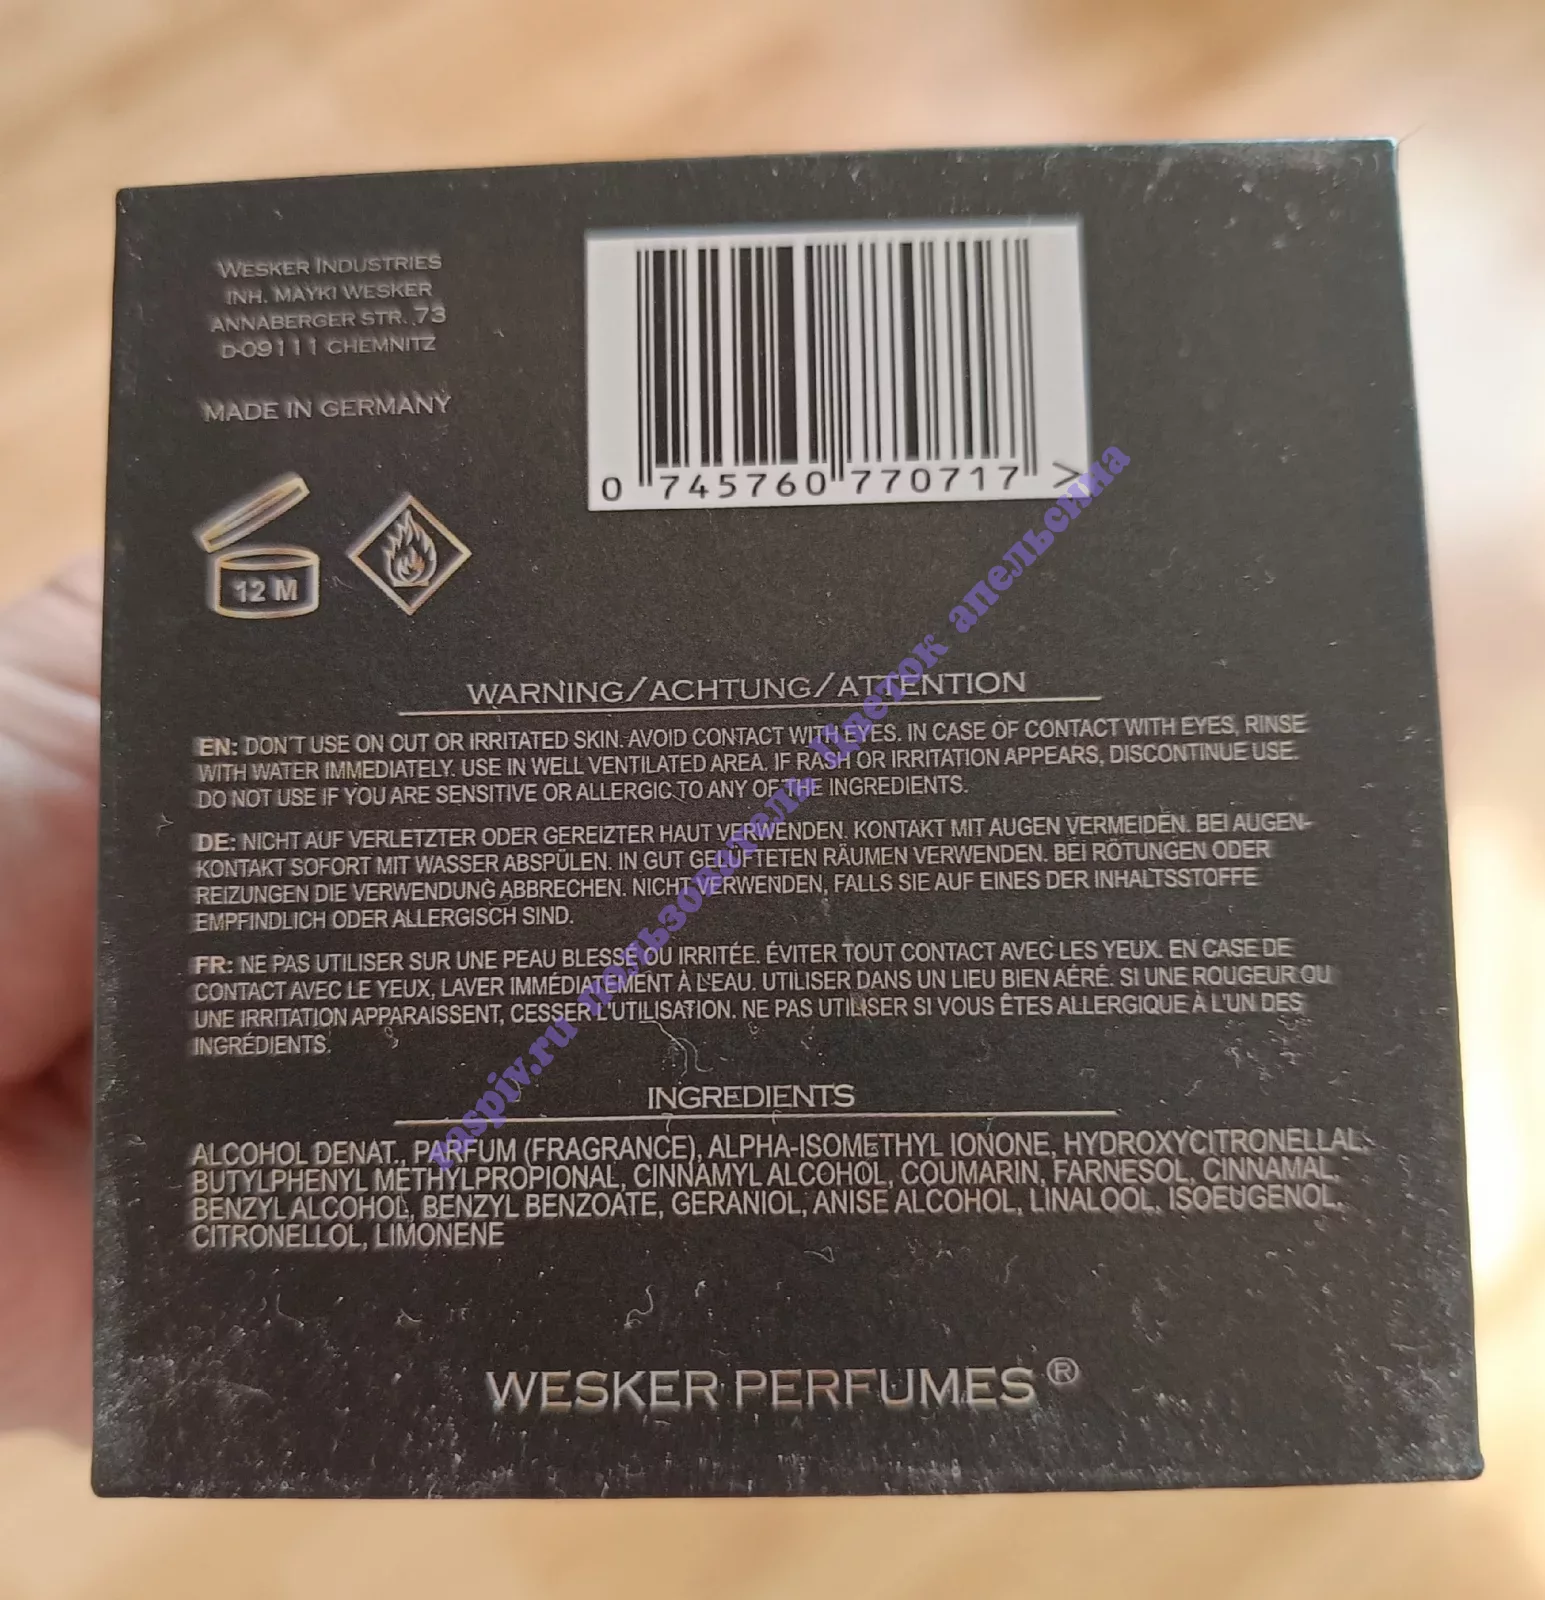 WESKER INDUSTRIES
INH. MAYKI WESKER
ANNABERGER STR. 73
D-09111 CHEMNITZ
MADE IN GERMANY
0 745760 770717 >
12 M
WARNING/ACHTUNG/ATTENTION
EN: DON'T USE ON CUT OR IRRITATED SKIN. AVOID CONTACT WITH EYES. IN CASE OF CONTACT WITH EYES, RINSE
WITH WATER IMMEDIATELY. USE IN WELL VENTILATED AREA. IF RASH OR IRRITATION APPEARS, DISCONTINUE USE.
DO NOT USE IF YOU ARE SENSITIVE OR ALLERGIC TO ANY OF THE INGREDIENTS.
DE: NICHT AUF VERLETZTER ODER GEREIZTER HAUT VERWENDEN. KONTAKT MIT AUGEN VERMEIDEN. BEI AUGEN-
KONTAKT SOFORT MIT WASSER ABSPÜLEN. IN GUT GELÜFTETEN RÄUMEN VERWENDEN. BEI RÖTUNGEN ODER
REIZUNGEN DIE VERWENDUNG ABBRECHEN. NICHT VERWENDEN, FALLS SIE AUF EINES DER INHALTSSTOFFE
EMPFINDLICH ODER ALLERGISCH SIND.
FR: NE PAS UTILISER SUR UNE PEAU BLESSÉ OU IRRITÉE. ÉVITER TOUT CONTACT AVEC LES YEUX. EN CASE DE
CONTACT AVEC LE YEUX, LAVER IMMÉDIATEMENT À L'EAU. UTILISER DANS UN LIEU BIEN AÉRÉ. SI UNE ROUGEUR OU
UNE IRRITATION APPARAISSENT, CESSER L'UTILISATION. NE PAS UTILISER SI VOUS ÊTES ALLERGIQUE À L'UN DES
INGRÉDIENTS.
INGREDIENTS
ALCOHOL DENAT., PARFUM (FRAGRANCE), ALPHA-ISOMETHYL IONONE, HYDROXYCITRONELLAL,
BUTYLPHENYL METHYLPROPIONAL, CINNAMYL ALCOHOL, COUMARIN, FARNESOL, CINNAMAL,
BENZYL ALCOHOL, BENZYL BENZOATE, GERANIOL, ANISE ALCOHOL, LINALOOL, ISOEUGENOL,
CITRONELLOL, LIMONENE
WESKER PERFUMES®
vaspiv.ru пользователь Цветок апельсина